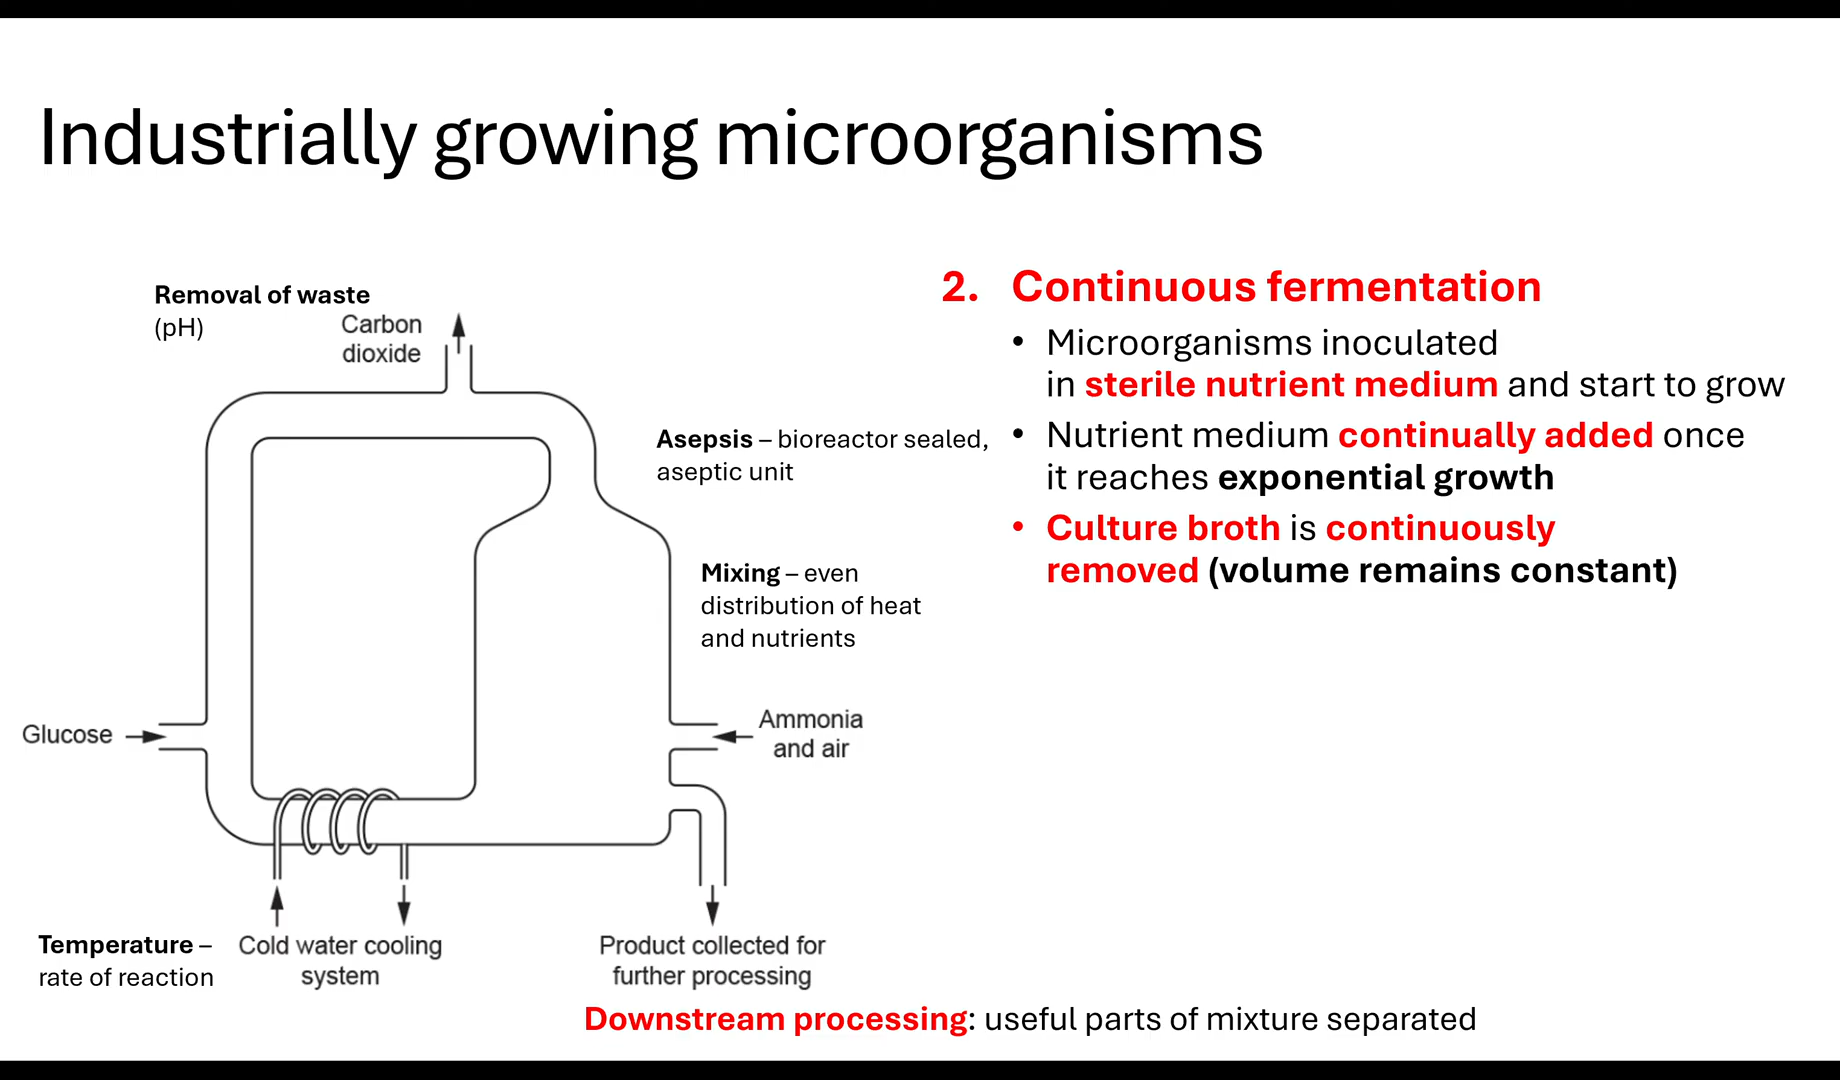 Industrially growing microorganisms
Removal of waste
(pH)
Carbon
dioxide
Asepsis – bioreactor sealed,
aseptic unit
Mixing – even
distribution of heat
and nutrients
Glucose
Ammonia
and air
Temperature –
rate of reaction
Cold water cooling
system
Product collected for
further processing
2. Continuous fermentation
• Microorganisms inoculated
in sterile nutrient medium and start to grow
• Nutrient medium continually added once
it reaches exponential growth
• Culture broth is continuously
removed (volume remains constant)
Downstream processing: useful parts of mixture separated